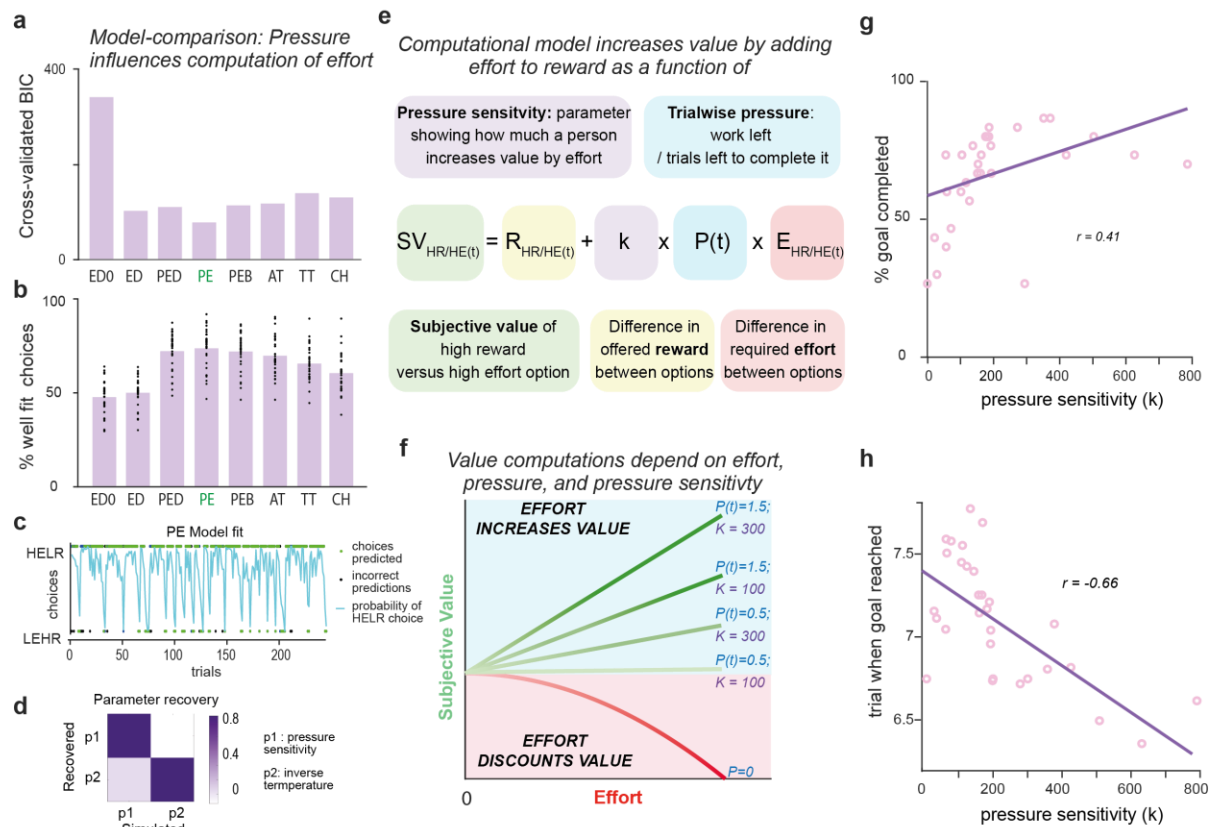 a
Model-comparison: Pressure
influences computation of effort
400
Cross-validated BIC
0
ED0 ED PED PE PEB AT TT CH
b
100
% well fit choices
50
0
ED0 ED PED PE PEB AT TT CH
c
PE Model fit
HELR
choices
LEHR
0 50 100 150 200
trials
choices
predicted
incorrect
predictions
probability of
HELR choice
d
Parameter recovery
Recovered
p1
p2
p1 p2
0.8
0.4
0
p1 : pressure
sensitivity
p2: inverse
termperature
e
Computational model increases value by adding
effort to reward as a function of
Pressure sensitvity: parameter
showing how much a person
increases value by effort
Trialwise pressure:
work left
/ trials left to complete it
SV HR/HE(t) = R HR/HE(t) + k x P(t) x E HR/HE(t)
Subjective value of
high reward
versus high effort option
Difference in
offered reward
between options
Difference in
required effort
between options
f
Value computations depend on effort,
pressure, and pressure sensitivty
EFFORT
INCREASES VALUE
P(t)=1.5;
K = 300
P(t)=1.5;
K = 100
P(t)=0.5;
K = 300
P(t)=0.5;
K = 100
Subjective Value
EFFORT
DISCOUNTS VALUE
P=0
0
Effort
g
100
% goal completed
50
0
r = 0.41
0 200 400 600 800
pressure sensitivity (k)
h
trial when goal reached
7.5
7
6.5
r = -0.66
0 200 400 600 800
pressure sensitivity (k)